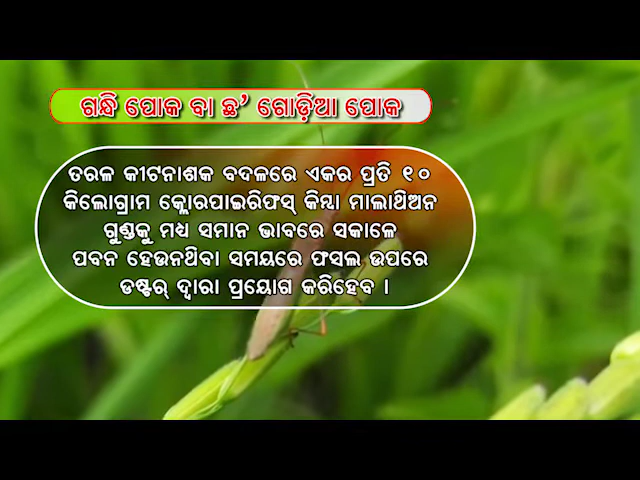 ଗନ୍ଧି ପୋକ ବା ଛ’ ଗୋଡ଼ିଆ ପୋକ
ତରଳ କୀଟନାଶକ ବଦଳରେ ଏକର ପ୍ରତି ୧୦
କିଲୋଗ୍ରାମ କ୍ଲୋରପାଇରିଫସ୍ କିମ୍ବା ମାଲାଥିଅନ
ଗୁଣ୍ଡକୁ ମଧ୍ୟ ସମାନ ଭାବରେ ସକାଳେ
ପବନ ହେଉନଥିବା ସମୟରେ ଫସଲ ଉପରେ
ଡଷ୍ଟର୍ ଦ୍ୱାରା ପ୍ରୟୋଗ କରିହେବ ।